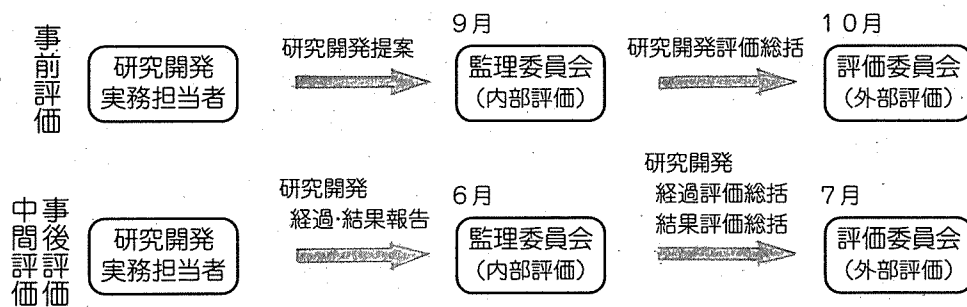 事前評価
研究開発
実務担当者
研究開発提案
9月
監理委員会
（内部評価）
研究開発評価総括
10月
評価委員会
（外部評価）
事後評価
中間評価
研究開発
実務担当者
研究開発
経過・結果報告
6月
監理委員会
（内部評価）
研究開発
経過評価総括
結果評価総括
7月
評価委員会
（外部評価）